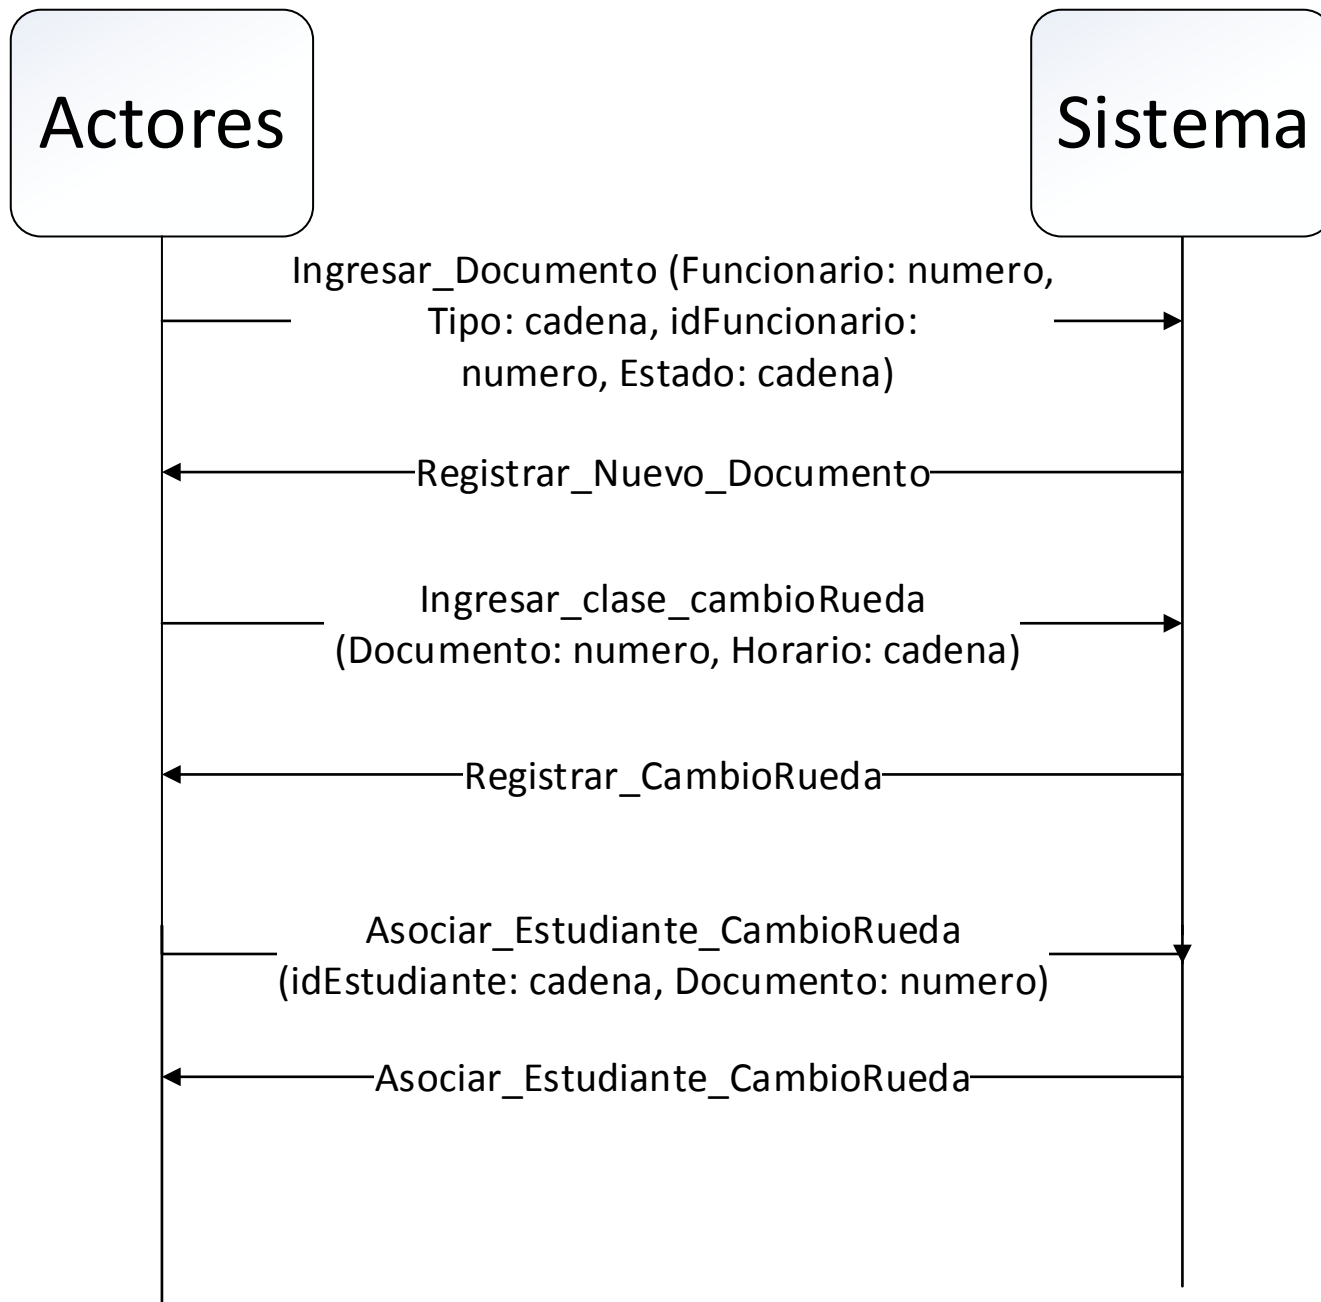 Actores
Sistema
Ingresar_Documento (Funcionario: numero,
Tipo: cadena, idFuncionario:
numero, Estado: cadena)
Registrar_Nuevo_Documento
Ingresar_clase_cambioRueda
(Documento: numero, Horario: cadena)
Registrar_CambioRueda
Asociar_Estudiante_CambioRueda
(idEstudiante: cadena, Documento: numero)
Asociar_Estudiante_CambioRueda